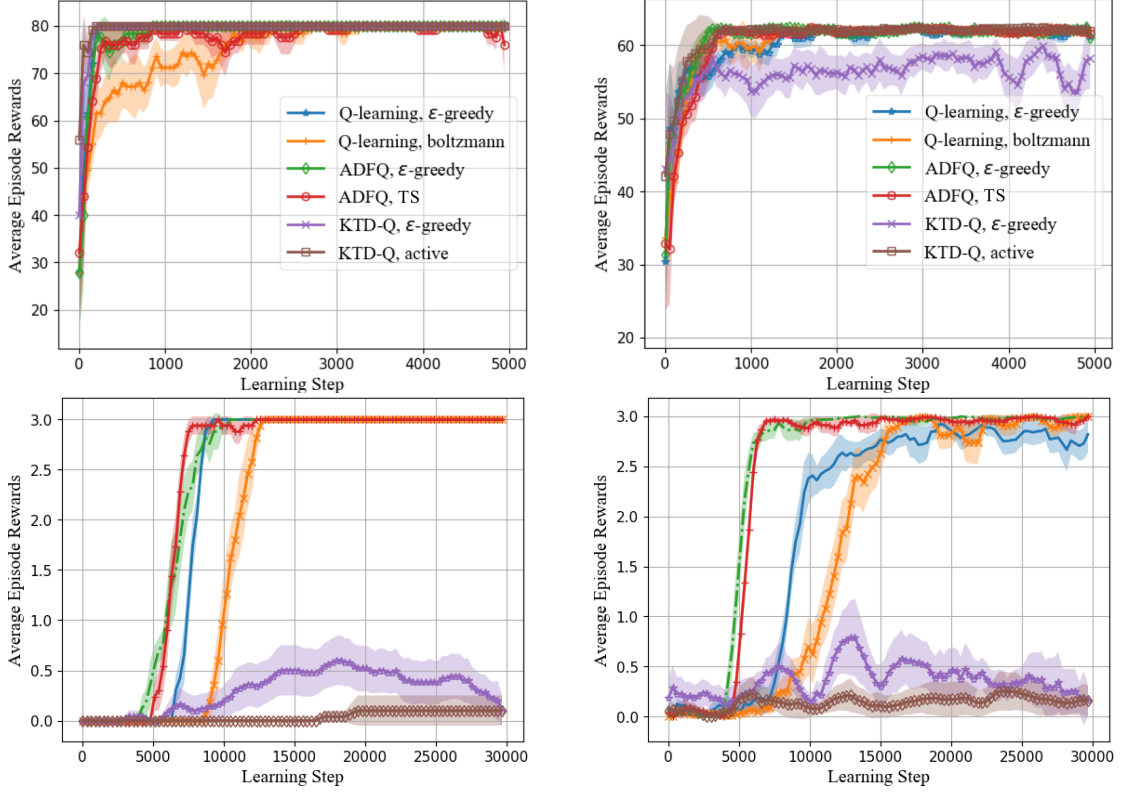 80
70
60
50
40
30
20
Average Episode Rewards
Q-learning, ε-greedy
Q-learning, boltzmann
ADFQ, ε-greedy
ADFQ, TS
KTD-Q, ε-greedy
KTD-Q, active
0 1000 2000 3000 4000 5000
Learning Step
60
50
40
30
20
Average Episode Rewards
Q-learning, ε-greedy
Q-learning, boltzmann
ADFQ, ε-greedy
ADFQ, TS
KTD-Q, ε-greedy
KTD-Q, active
0 1000 2000 3000 4000 5000
Learning Step
3.0
2.5
2.0
1.5
1.0
0.5
0.0
Average Episode Rewards
0 5000 10000 15000 20000 25000 30000
Learning Step
3.0
2.5
2.0
1.5
1.0
0.5
0.0
Average Episode Rewards
0 5000 10000 15000 20000 25000 30000
Learning Step